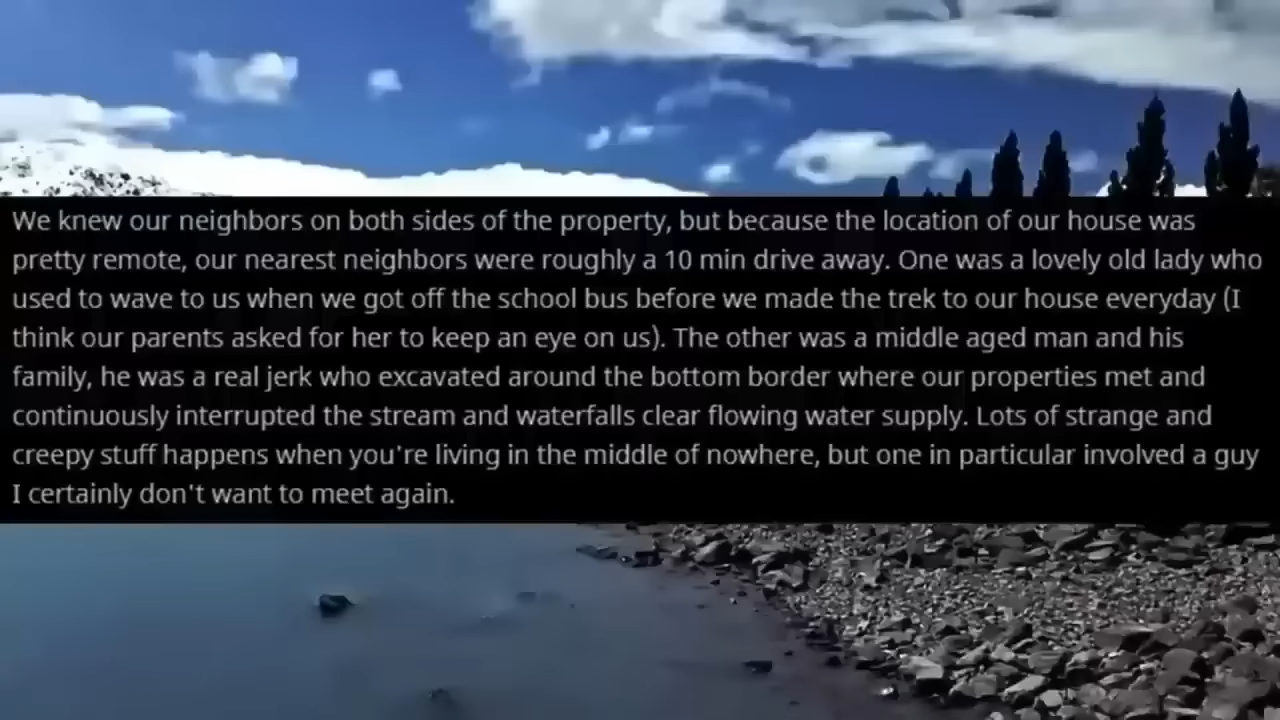 We knew our neighbors on both sides of the property, but because the location of our house was
pretty remote, our nearest neighbors were roughly a 10 min drive away. One was a lovely old lady who
used to wave to us when we got off the school bus before we made the trek to our house everyday (I
think our parents asked for her to keep an eye on us). The other was a middle aged man and his
family, he was a real jerk who excavated around the bottom border where our properties met and
continuously interrupted the stream and waterfalls clear flowing water supply. Lots of strange and
creepy stuff happens when you're living in the middle of nowhere, but one in particular involved a guy
I certainly don't want to meet again.